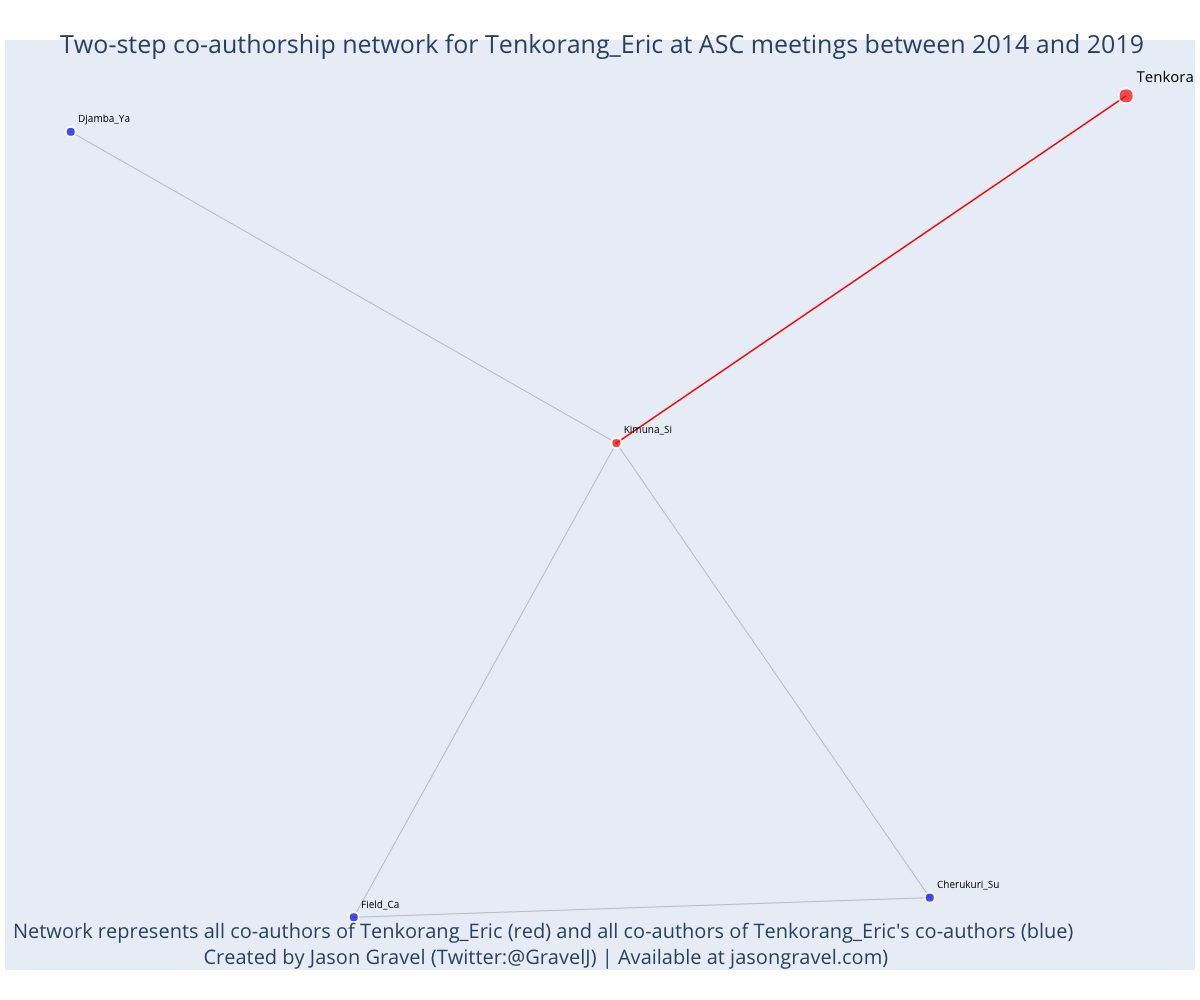 Two-step co-authorship network for Tenkorang_Eric at ASC meetings between 2014 and 2019
Tenkora
Djamba_Ya
Kimuna_Si
Cherukuri_Su
Field_Ca
Network represents all co-authors of Tenkorang_Eric (red) and all co-authors of Tenkorang_Eric's co-authors (blue)
Created by Jason Gravel (Twitter:@GravelJ) | Available at jasongravel.com)